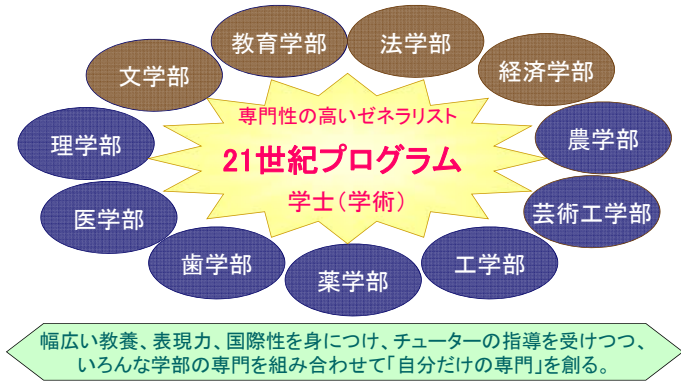 教育学部
法学部
文学部
経済学部
専門性の高いゼネラリスト
理学部
農学部
21世紀プログラム
学士(学術)
医学部
芸術工学部
歯学部
工学部
薬学部
幅広い教養、表現力、国際性を身につけ、チューターの指導を受けつつ、
いろんな学部の専門を組み合わせて「自分だけの専門」を創る。